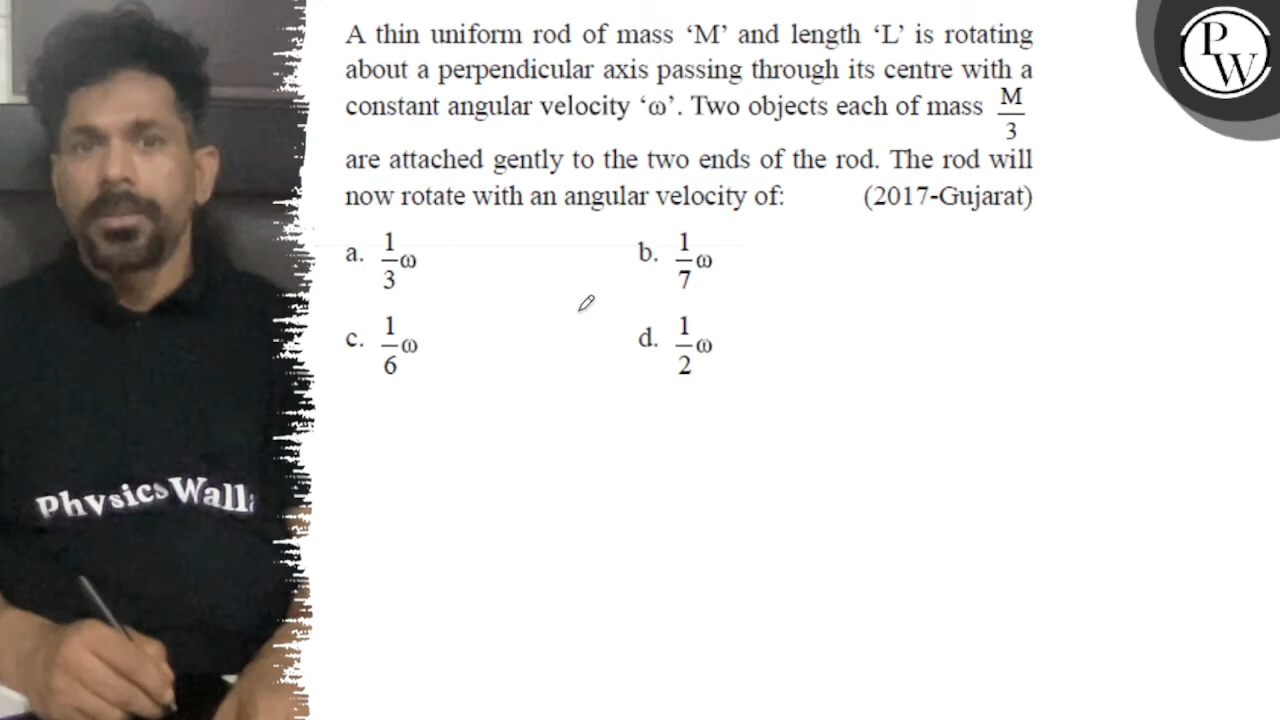 A thin uniform rod of mass ‘M’ and length ‘L’ is rotating
about a perpendicular axis passing through its centre with a
constant angular velocity ‘ω’. Two objects each of mass M/3
are attached gently to the two ends of the rod. The rod will
now rotate with an angular velocity of: (2017-Gujarat)
a. 1/3 ω b. 1/7 ω
c. 1/6 ω d. 1/2 ω
PW